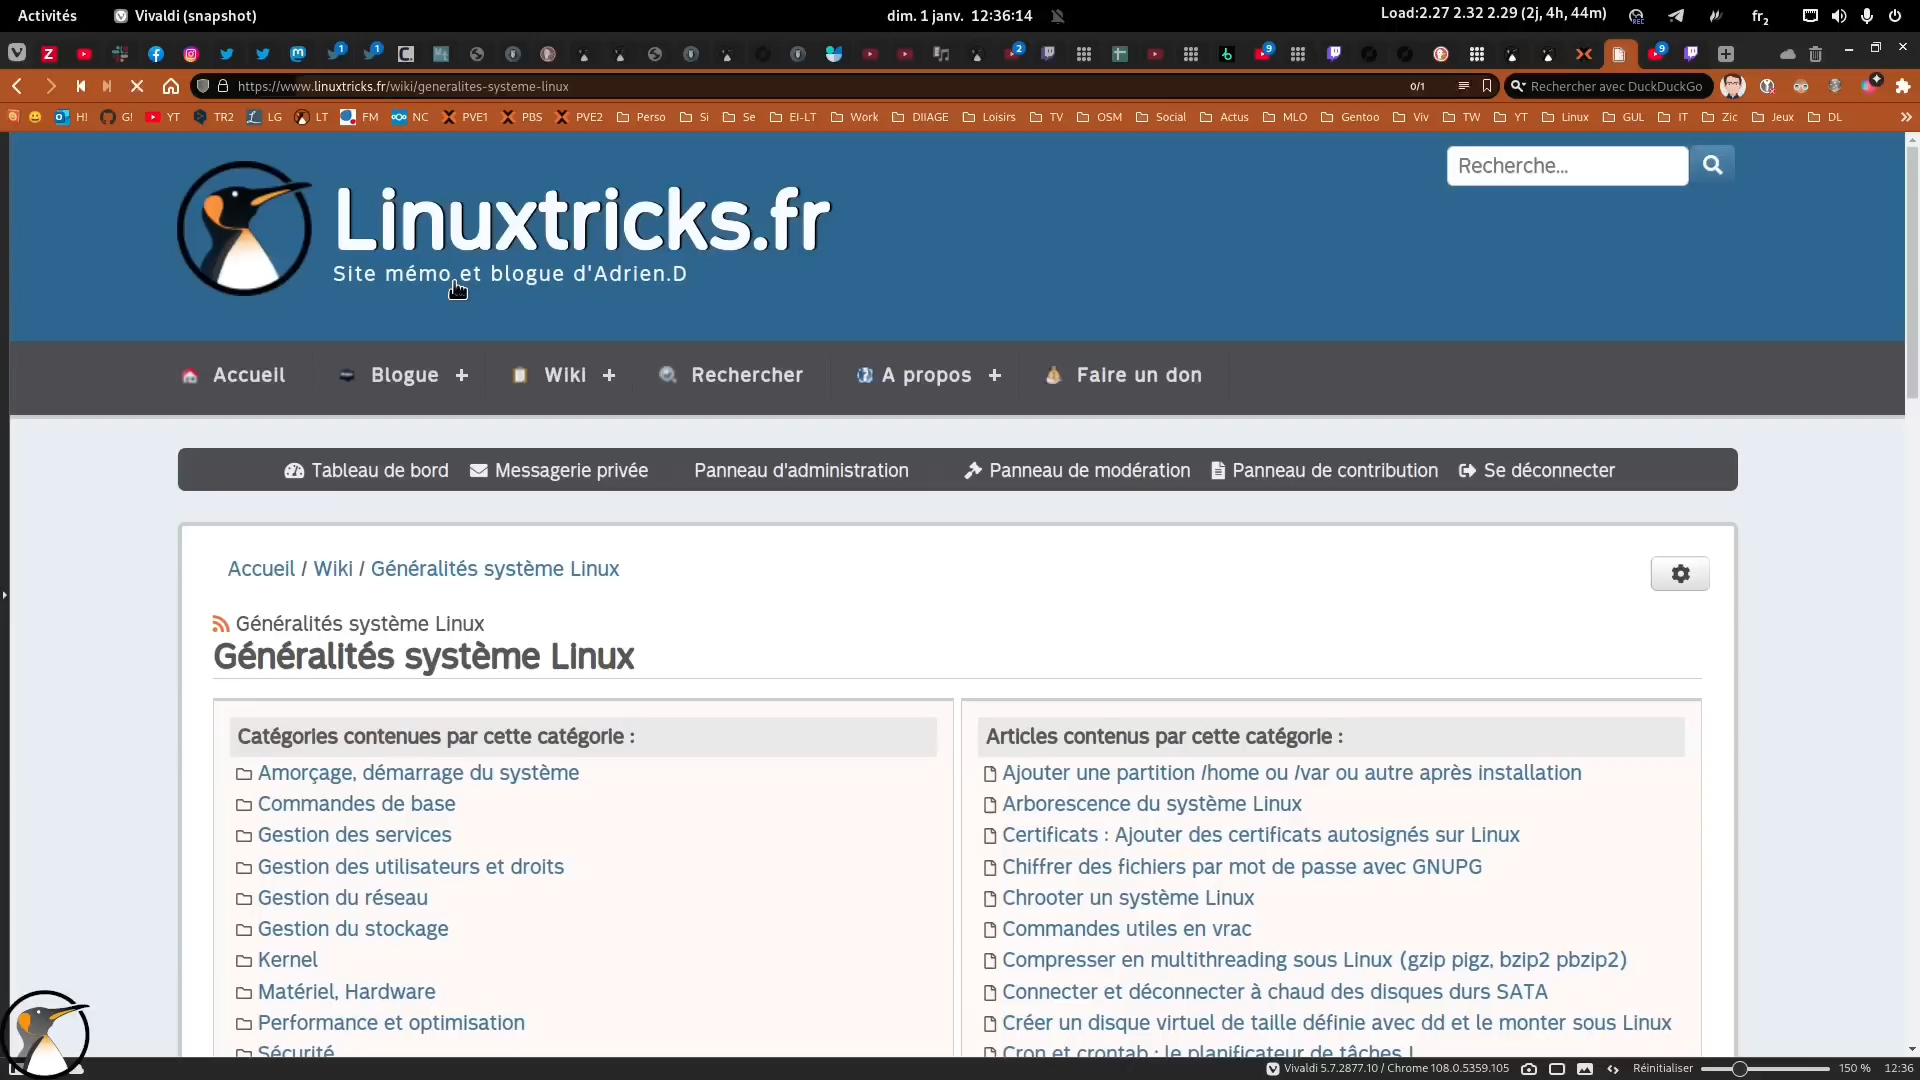 Activités
Vivaldi (snapshot)
dim. 1 janv. 12:36:14
Load:2.27 2.32 2.29 (2j, 4h, 44m)
fr₂
https://www.linuxtricks.fr/wiki/generalites-systeme-linux
0/1
Rechercher avec DuckDuckGo
H!
G!
YT
TR2
LG
LT
FM
NC
PVE1
PBS
PVE2
Perso
Si
Se
EI-LT
Work
DIIAGE
Loisirs
TV
OSM
Social
Actus
MLO
Gentoo
Viv
TW
YT
Linux
GUL
IT
Zic
Jeux
DL
Recherche...
Linuxtricks.fr
Site mémo et blogue d'Adrien.D
Accueil
Blogue +
Wiki +
Rechercher
A propos +
Faire un don
Tableau de bord
Messagerie privée
Panneau d'administration
Panneau de modération
Panneau de contribution
Se déconnecter
Accueil / Wiki / Généralités système Linux
Généralités système Linux
Généralités système Linux
Catégories contenues par cette catégorie :
Amorçage, démarrage du système
Commandes de base
Gestion des services
Gestion des utilisateurs et droits
Gestion du réseau
Gestion du stockage
Kernel
Matériel, Hardware
Performance et optimisation
Sécurité
Articles contenus par cette catégorie :
Ajouter une partition /home ou /var ou autre après installation
Arborescence du système Linux
Certificats : Ajouter des certificats autosignés sur Linux
Chiffrer des fichiers par mot de passe avec GNUPG
Chrooter un système Linux
Commandes utiles en vrac
Compresser en multithreading sous Linux (gzip pigz, bzip2 pbzip2)
Connecter et déconnecter à chaud des disques durs SATA
Créer un disque virtuel de taille définie avec dd et le monter sous Linux
Cron et crontab : le planificateur de tâches !
Vivaldi 5.7.2877.10 / Chrome 108.0.5359.105
Réinitialiser
150 %
12:36